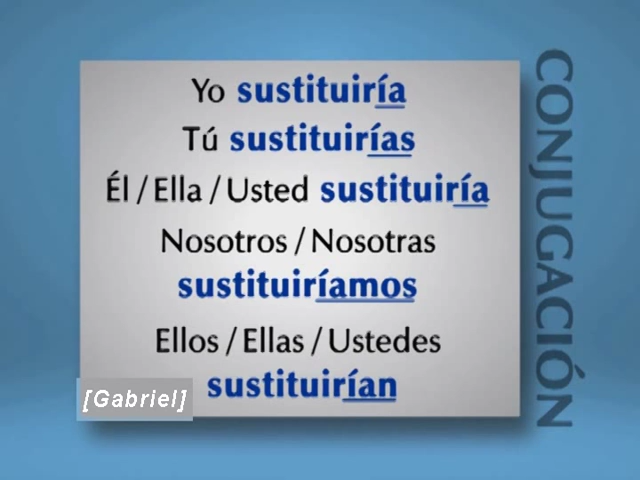 Yo sustituiría
Tú sustituirías
Él / Ella / Usted sustituiría
Nosotros / Nosotras
sustituiríamos
Ellos / Ellas / Ustedes
sustituirían
[Gabriel]
CONJUGACIÓN